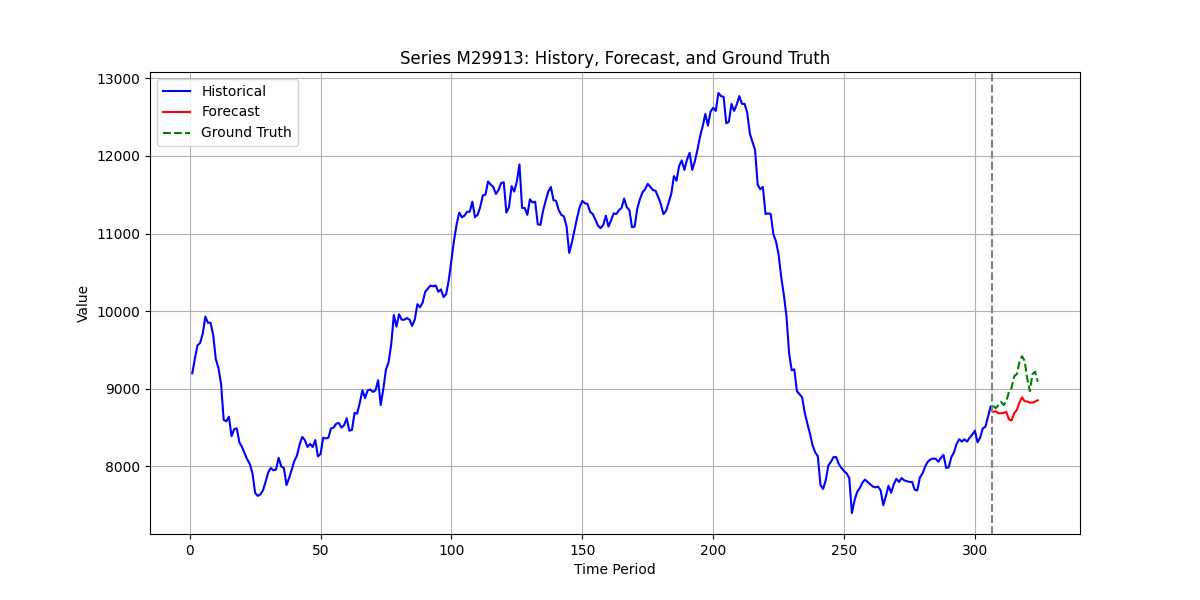 Series M29913: History, Forecast, and Ground Truth
Historical
Forecast
Ground Truth
13000
12000
11000
10000
9000
8000
Value
0 50 100 150 200 250 300
Time Period